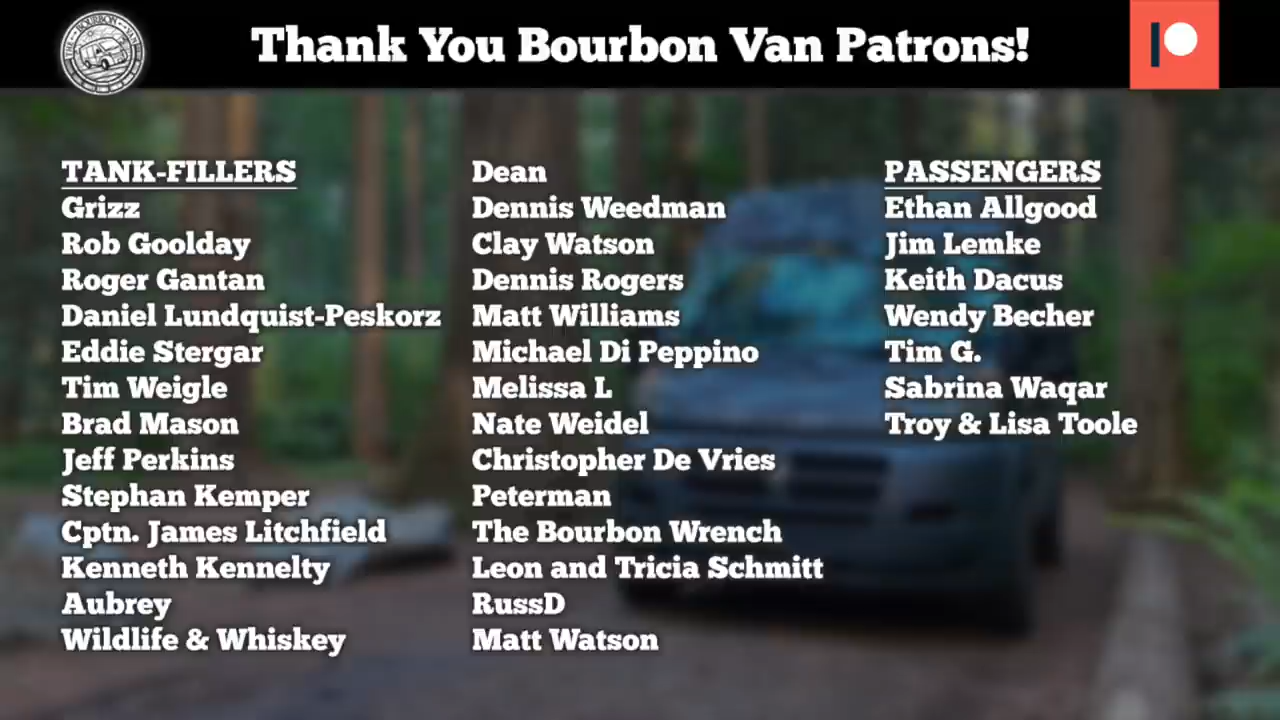 THE BOURBON VAN
Thank You Bourbon Van Patrons!
TANK-FILLERS
Grizz
Rob Goolday
Roger Gantan
Daniel Lundquist-Peskorz
Eddie Stergar
Tim Weigle
Brad Mason
Jeff Perkins
Stephan Kemper
Cptn. James Litchfield
Kenneth Kennelty
Aubrey
Wildlife & Whiskey
Dean
Dennis Weedman
Clay Watson
Dennis Rogers
Matt Williams
Michael Di Peppino
Melissa L
Nate Weidel
Christopher De Vries
Peterman
The Bourbon Wrench
Leon and Tricia Schmitt
RussD
Matt Watson
PASSENGERS
Ethan Allgood
Jim Lemke
Keith Dacus
Wendy Becher
Tim G.
Sabrina Waqar
Troy & Lisa Toole